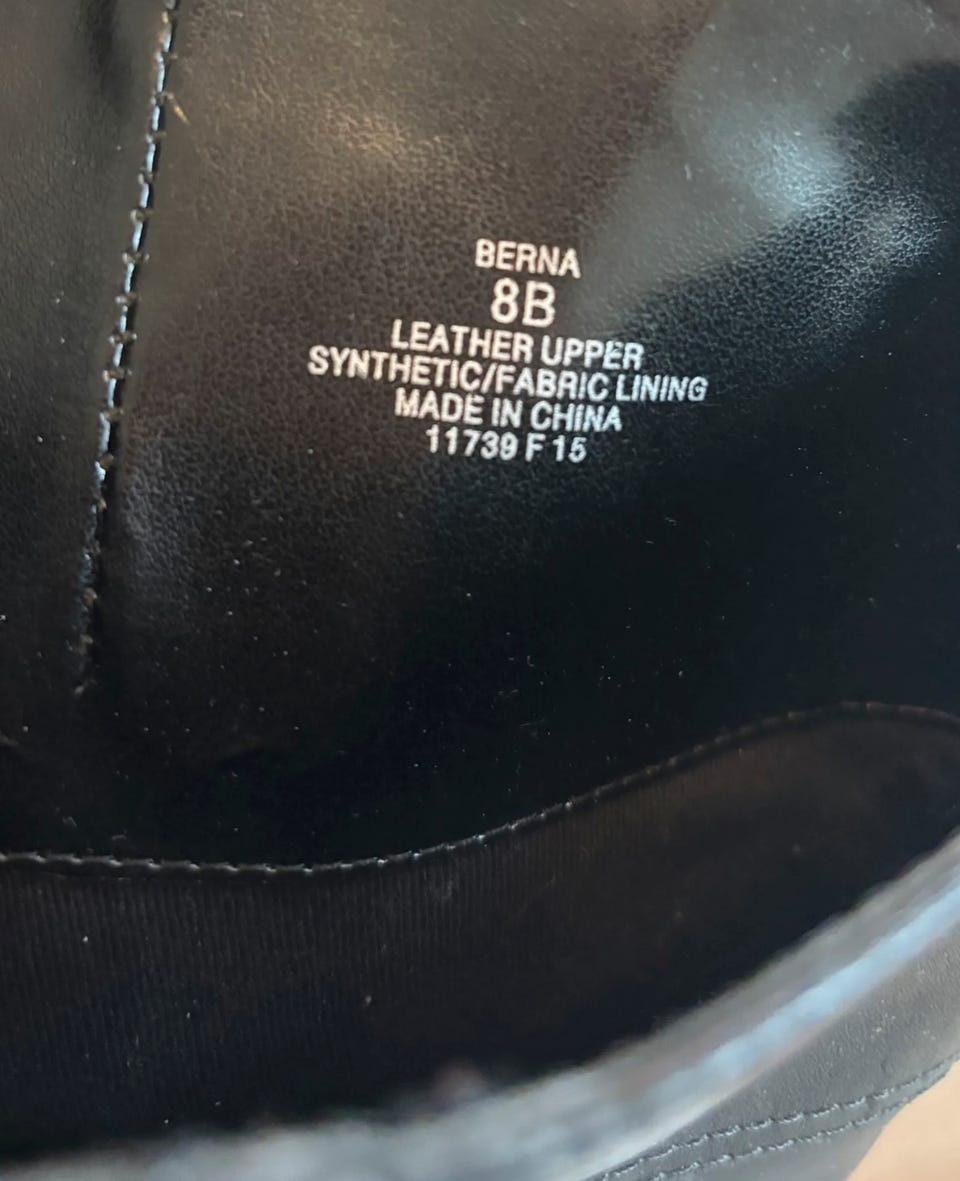 BERNA
8B
LEATHER UPPER
SYNTHETIC/FABRIC LINING
MADE IN CHINA
11739 F 15